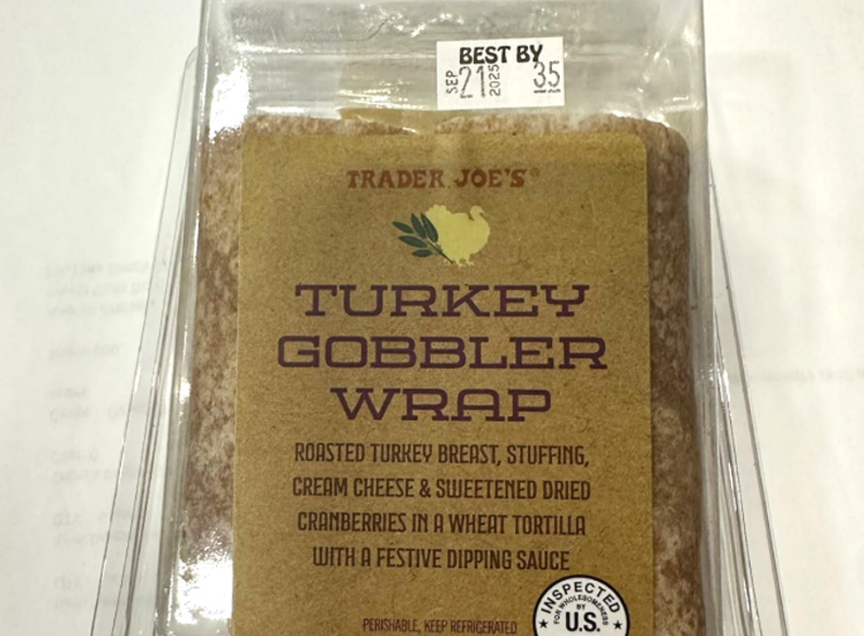 BEST BY
SEP 21 2025 35
TRADER JOE'S®
TURKEY
GOBBLER
WRAP
ROASTED TURKEY BREAST, STUFFING,
CREAM CHEESE & SWEETENED DRIED
CRANBERRIES IN A WHEAT TORTILLA
WITH A FESTIVE DIPPING SAUCE
PERISHABLE, KEEP REFRIGERATED
INSPECTED
FOR WHOLESOMENESS
BY
U.S.